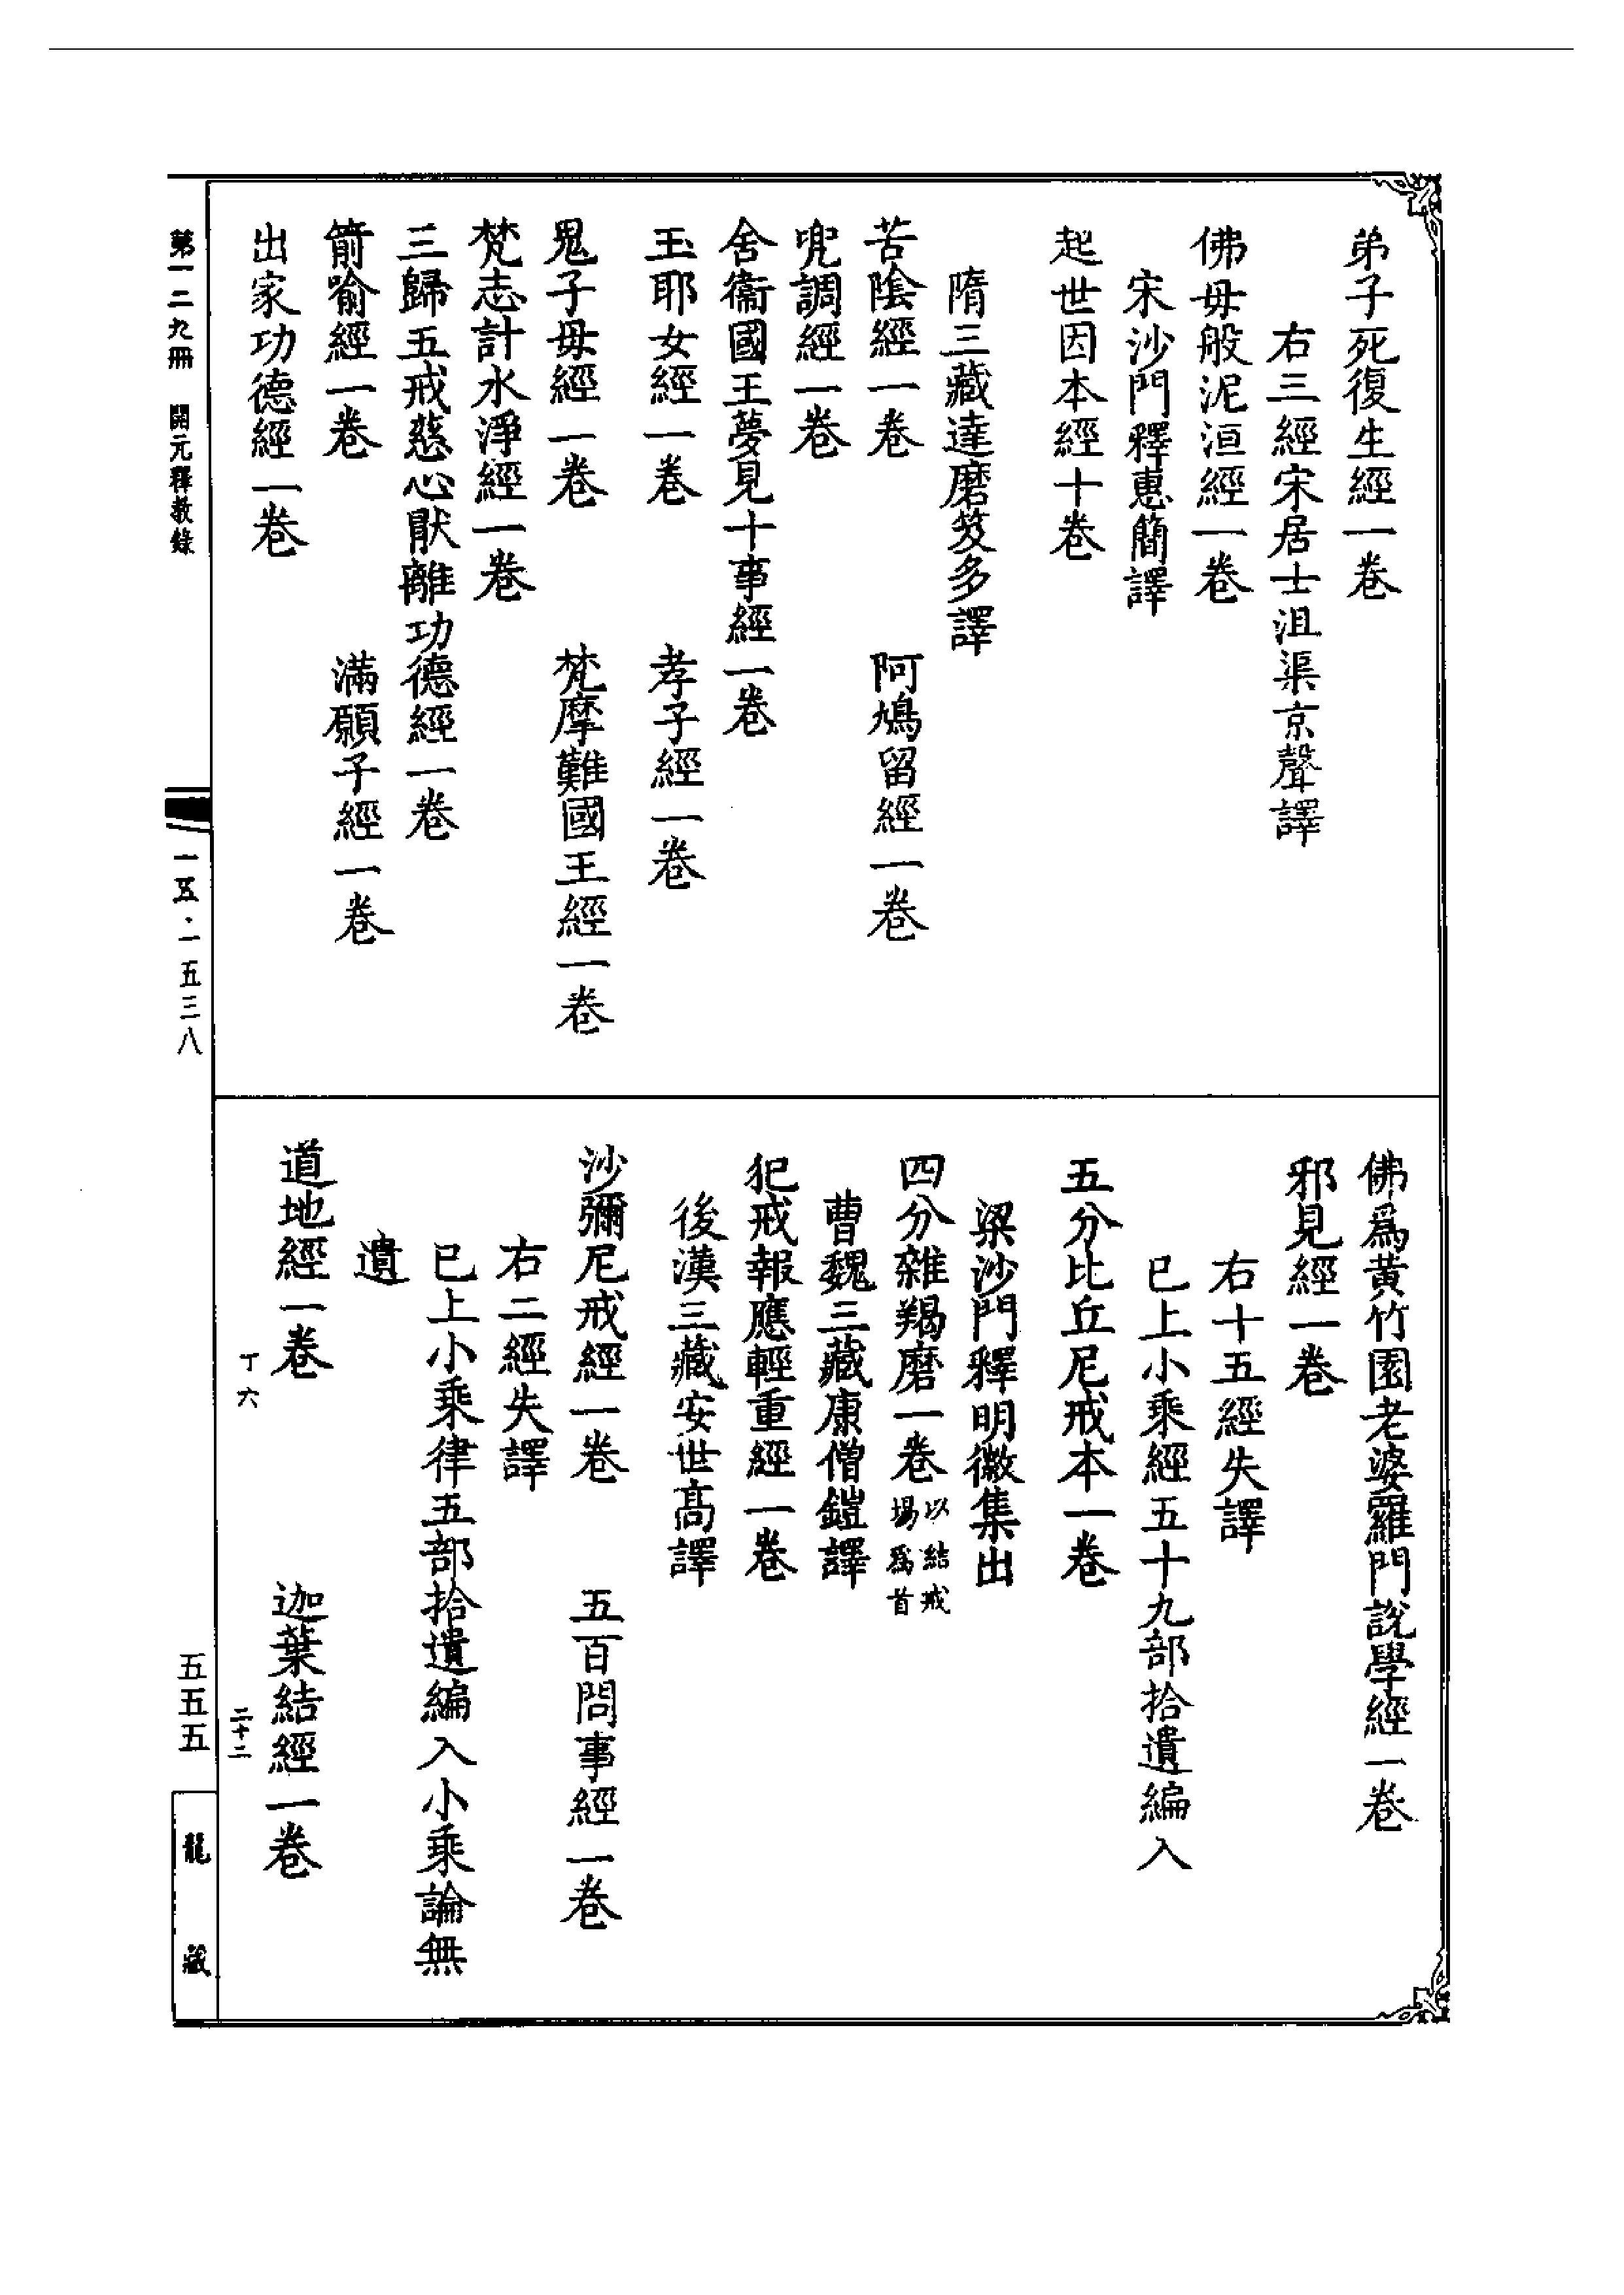 弟子死復生經一卷
右三經宋居士沮渠京聲譯
佛母般泥洹經一卷
宋沙門釋惠簡譯
起世因本經十卷
隋三藏達磨笈多譯
苦陰經一卷　阿鳩留經一卷
兜調經一卷
舍衞國王夢見十事經一卷
玉耶女經一卷　孝子經一卷
鬼子母經一卷　梵摩難國王經一卷
梵志計水淨經一卷
三歸五戒慈心猒離功德經一卷
箭喻經一卷　滿願子經一卷
出家功德經一卷
佛爲黃竹園老婆羅門說學經一卷
邪見經一卷
右十五經失譯
已上小乘經五十九部拾遺編入
五分比丘尼戒本一卷
梁沙門釋明徽集出
四分雜羯磨一卷以結戒場爲首
曹魏三藏康僧鎧譯
犯戒報應輕重經一卷
後漢三藏安世高譯
沙彌尼戒經一卷　五百問事經一卷
右二經失譯
已上小乘律五部拾遺編入小乘論無
遺
道地經一卷　迦葉結經一卷
丁六　二十二
第一二九冊　開元釋教錄
一五·一五三八
五五五
龍藏